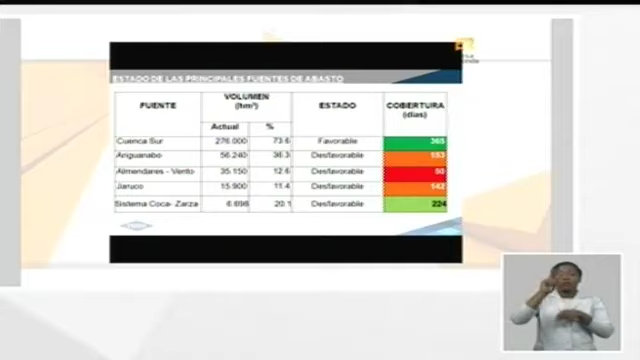 ESTADO DE LAS PRINCIPALES FUENTES DE ABASTO
FUENTE VOLUMEN (hm³) ESTADO COBERTURA (días)
Actual %
Cuenca Sur 276.000 73.6 Favorable 365
Ariguanabo 56.240 36.3 Desfavorable 153
Almendares - Vento 35.150 12.6 Desfavorable 50
Jaruco 15.900 11.4 Desfavorable 142
Sistema Coca- Zarza 6.698 20.1 Desfavorable 224